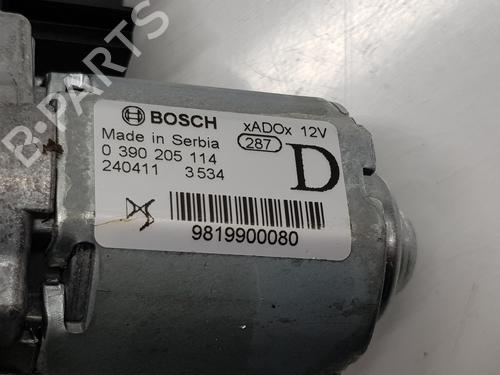 BOSCH
xADOx 12V
Made in Serbia
287
0 390 205 114
D
240411 3534
9819900080
B-PARTS